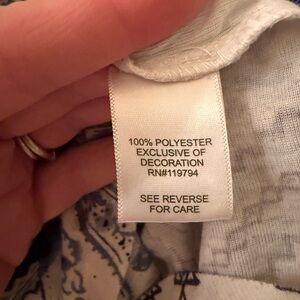 100% POLYESTER
EXCLUSIVE OF
DECORATION
RN#119794
SEE REVERSE
FOR CARE